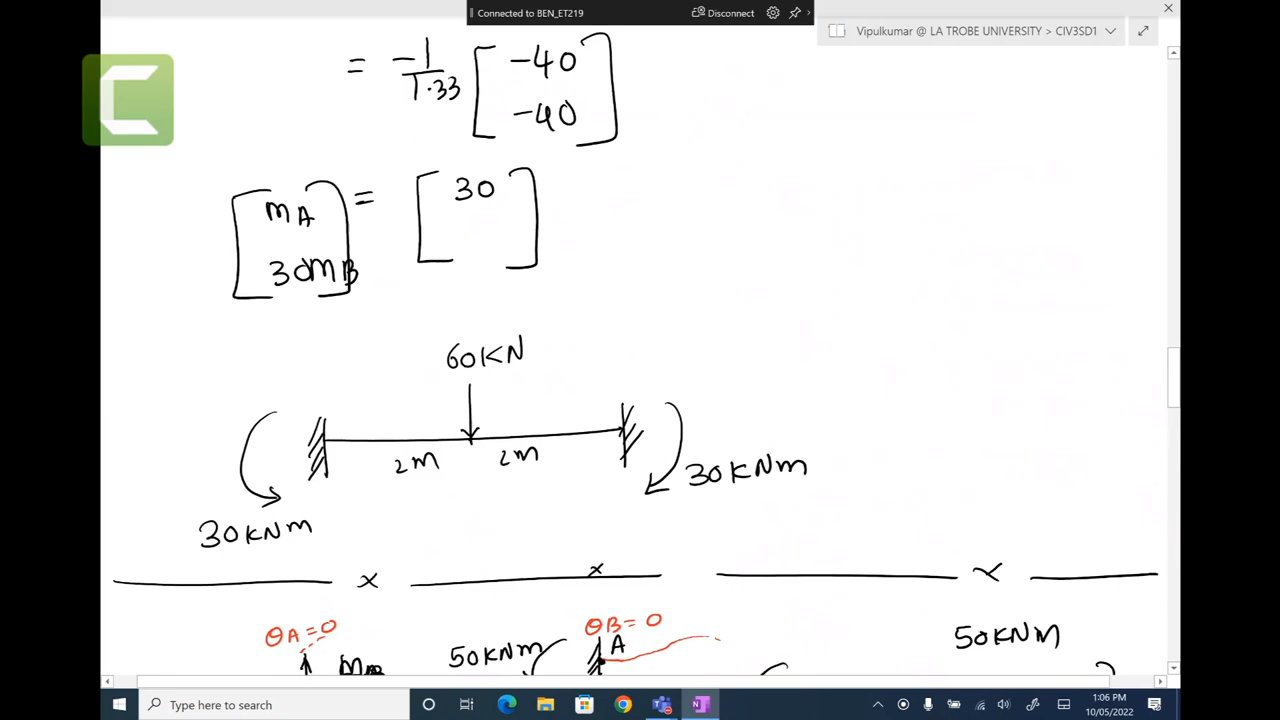 Connected to BEN_ET219
Disconnect
Vipulkumar @ LA TROBE UNIVERSITY > CIV3SD1
= -1/1.33 [ -40
-40 ]
[ mA
30mB ] = [ 30 ]
60KN
2m 2m
30KNm
30KNm
x x x
θA=0 θB=0
50KNm A 50KNm
Type here to search
1:06 PM
10/05/2022